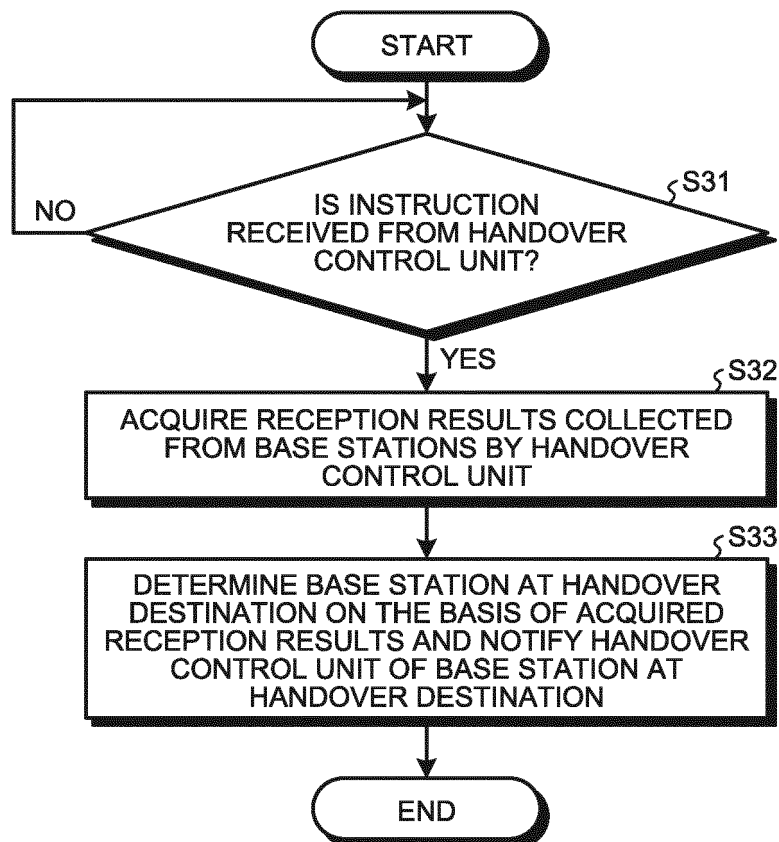 START
S31
IS INSTRUCTION
RECEIVED FROM HANDOVER
CONTROL UNIT?
NO
YES
S32
ACQUIRE RECEPTION RESULTS COLLECTED
FROM BASE STATIONS BY HANDOVER
CONTROL UNIT
S33
DETERMINE BASE STATION AT HANDOVER
DESTINATION ON THE BASIS OF ACQUIRED
RECEPTION RESULTS AND NOTIFY HANDOVER
CONTROL UNIT OF BASE STATION AT
HANDOVER DESTINATION
END